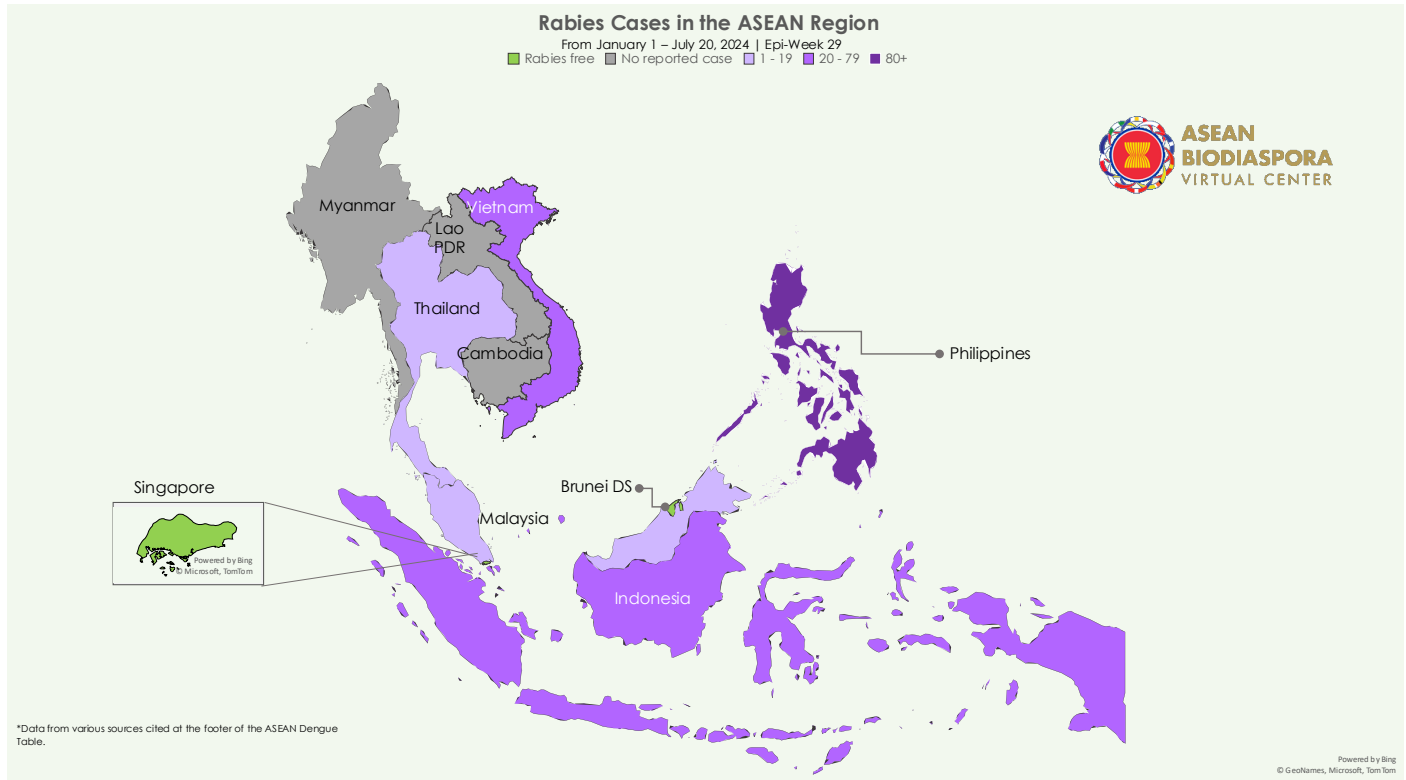 Rabies Cases in the ASEAN Region
From January 1 – July 20, 2024 | Epi-Week 29
Rabies free No reported case 1 - 19 20 - 79 80+
ASEAN
BIODIASPORA
VIRTUAL CENTER
Myanmar
Vietnam
Lao
PDR
Thailand
Cambodia
Philippines
Singapore
Brunei DS
Malaysia
Powered by Bing
© Microsoft, TomTom
Indonesia
*Data from various sources cited at the footer of the ASEAN Dengue
Table.
Powered by Bing
© GeoNames, Microsoft, TomTom